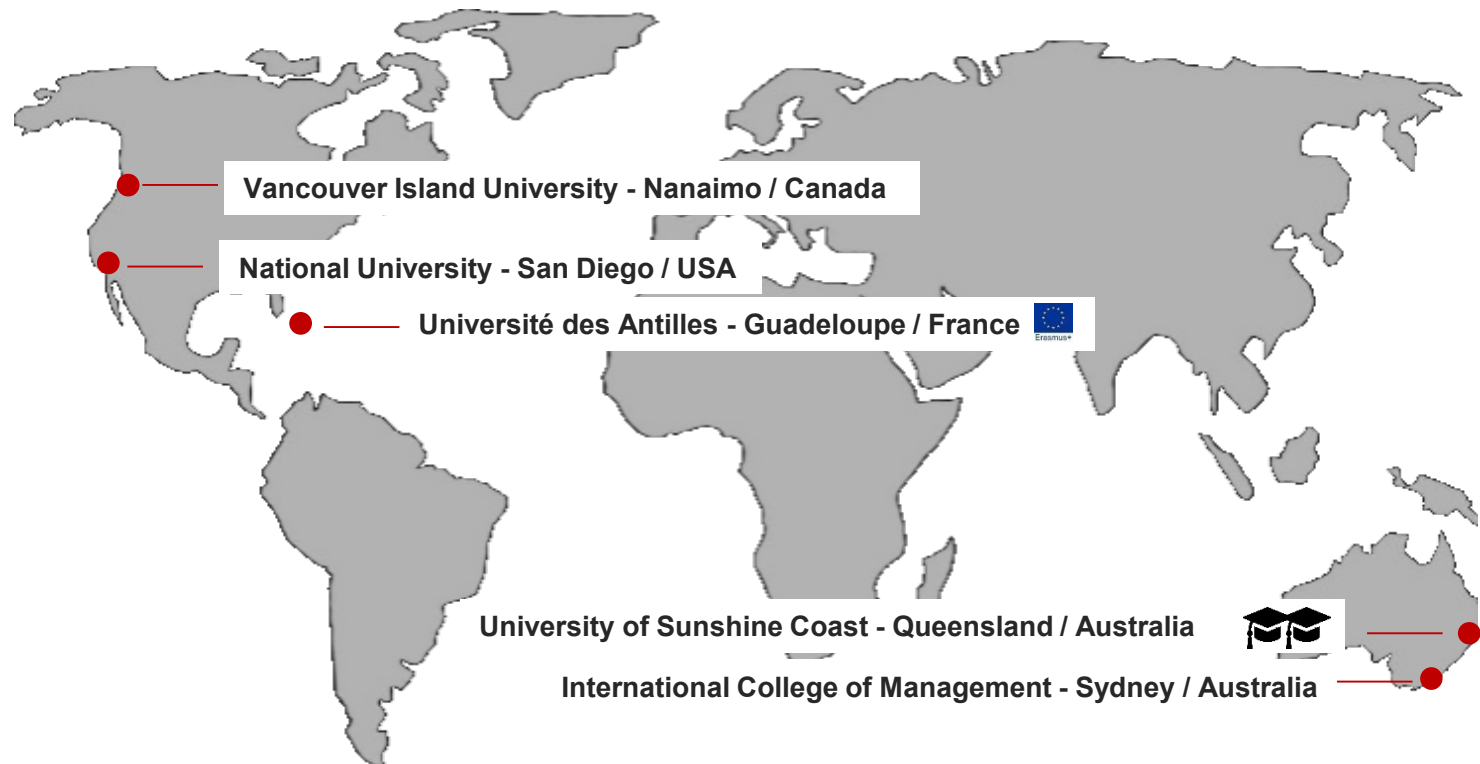 Vancouver Island University - Nanaimo / Canada
National University - San Diego / USA
Université des Antilles - Guadeloupe / France
Erasmus+
University of Sunshine Coast - Queensland / Australia
International College of Management - Sydney / Australia